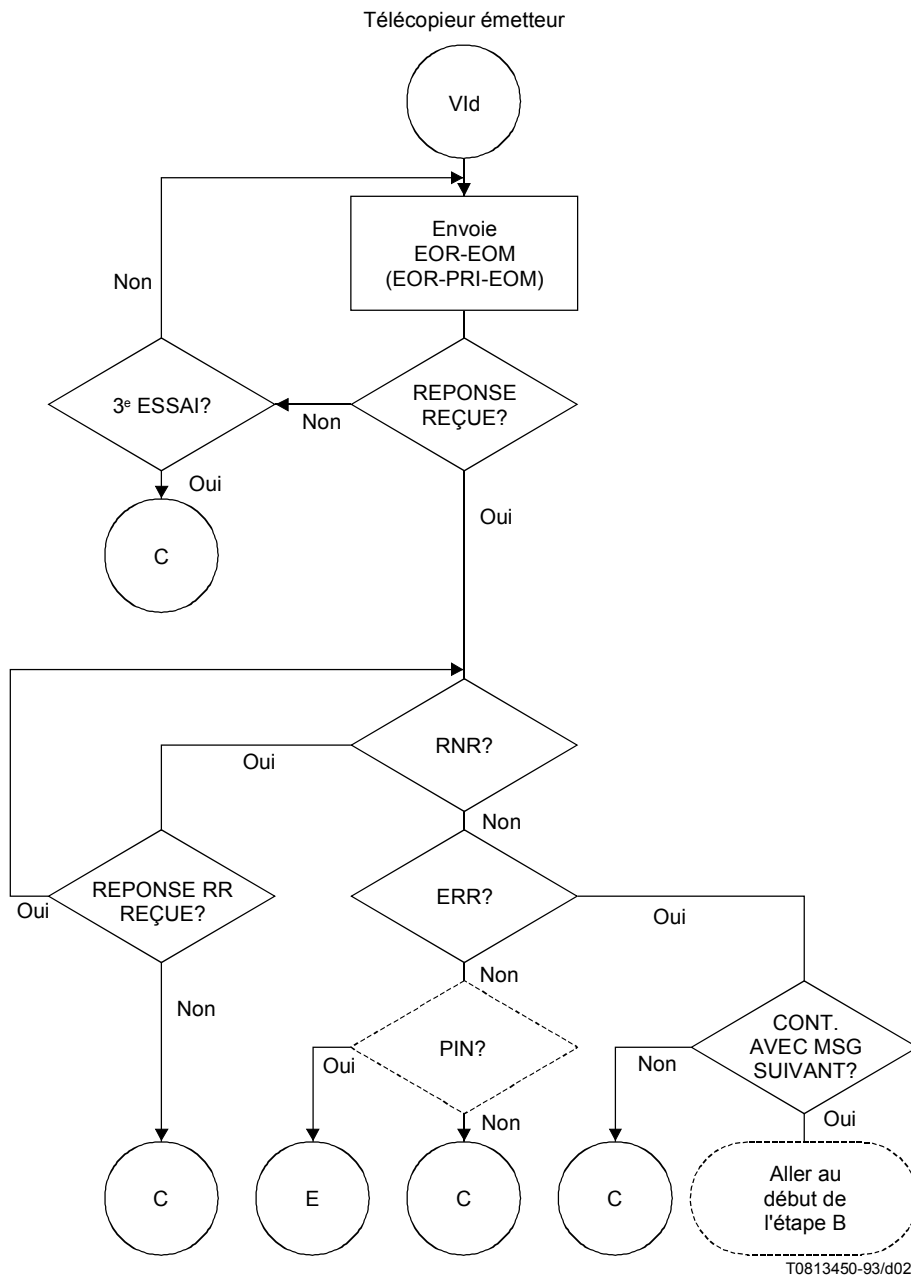 Télécopieur émetteur
VId
Envoie
EOR-EOM
(EOR-PRI-EOM)
Non
3e ESSAI?
Non
REPONSE
REÇUE?
Oui
C
Oui
RNR?
Oui
Non
REPONSE RR
REÇUE?
Oui
ERR?
Oui
Non
Non
PIN?
Oui
Non
CONT.
AVEC MSG
SUIVANT?
Non
Oui
C
E
C
C
Aller au
début de
l'étape B
T0813450-93/d02